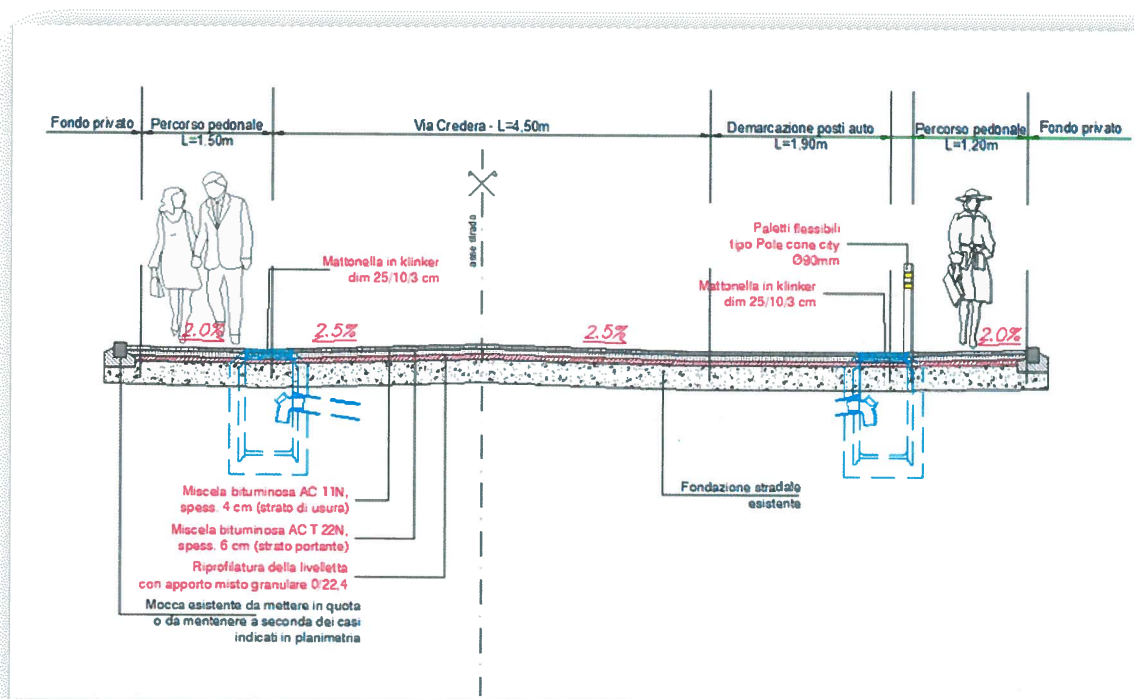 Fondo privato
Percorso pedonale
L=1,50m
Via Credera - L=4,50m
Demarcazione posti auto
L=1,90m
Percorso pedonale
L=1,20m
Fondo privato
asse strada
Paletti flessibili
tipo Pole cone city
Ø90mm
Mattonella in klinker
dim 25/10/3 cm
Mattonella in klinker
dim 25/10/3 cm
2.0%
2.5%
2.5%
2.0%
Miscela bituminosa AC 11N,
spess. 4 cm (strato di usura)
Miscela bituminosa AC T 22N,
spess. 6 cm (strato portante)
Riprofilatura della livelletta
con apporto misto granulare 0/22,4
Mocca esistente da mettere in quota
o da mantenere a seconda dei casi
indicati in planimetria
Fondazione stradale
esistente